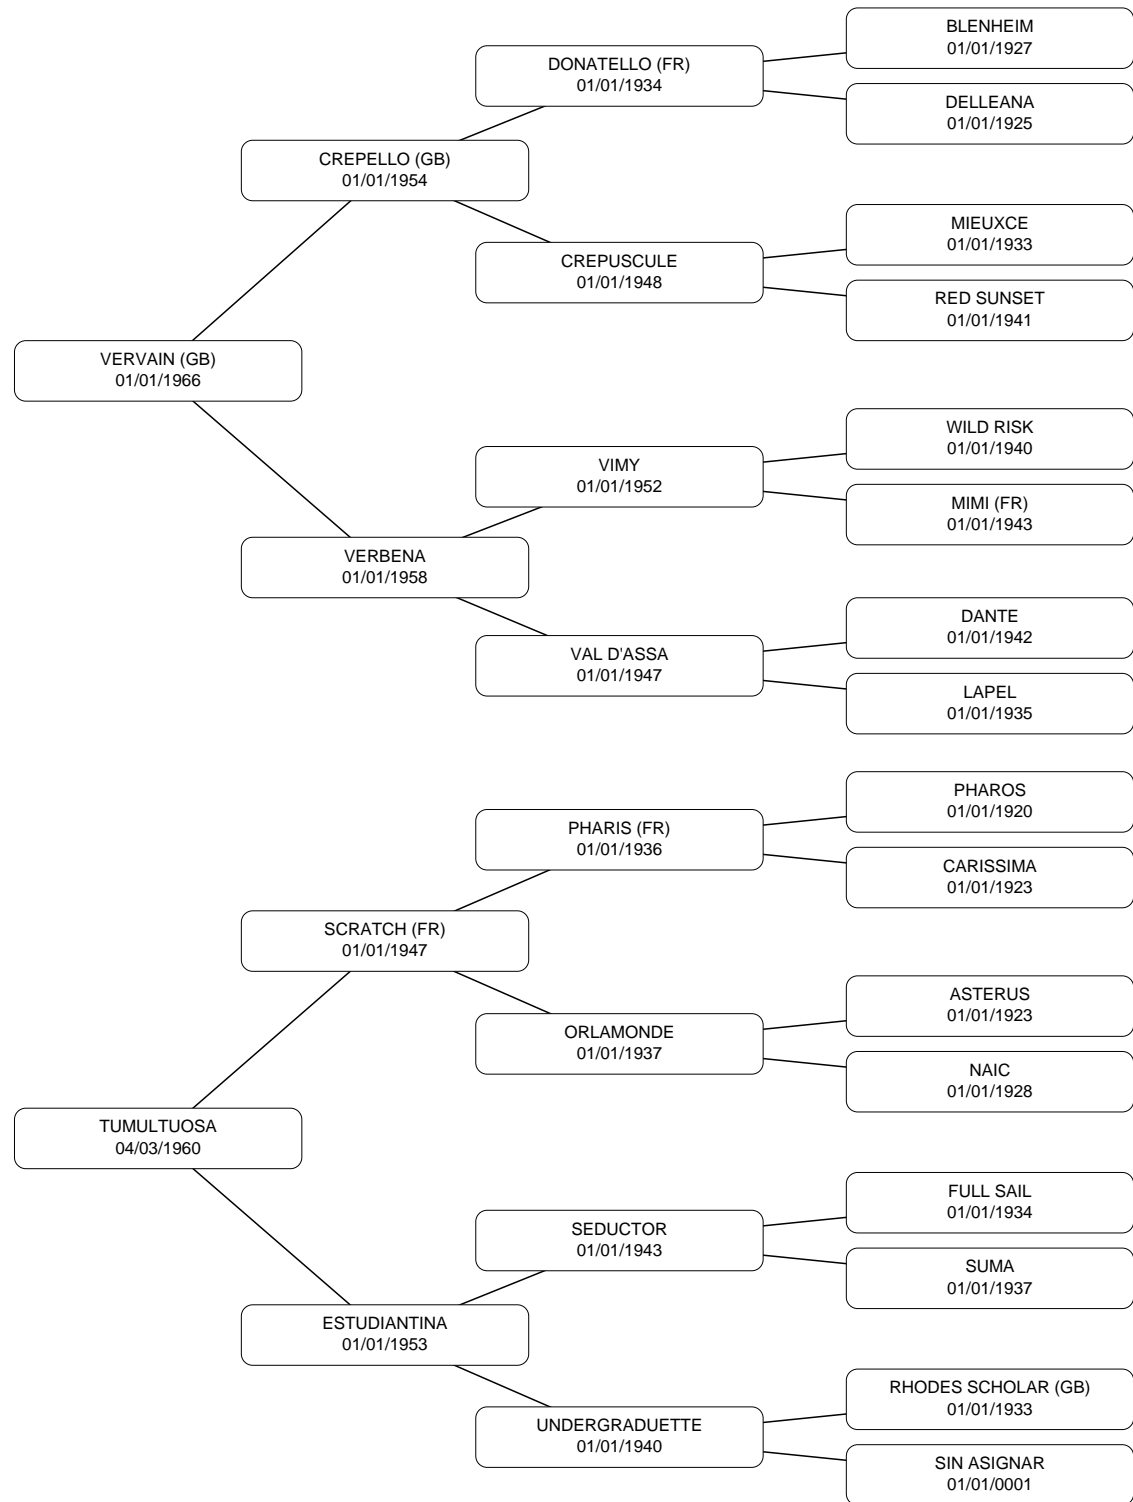 BLENHEIM
01/01/1927
DONATELLO (FR)
01/01/1934
DELLEANA
01/01/1925
CREPELLO (GB)
01/01/1954
MIEUXCE
01/01/1933
CREPUSCULE
01/01/1948
RED SUNSET
01/01/1941
VERVAIN (GB)
01/01/1966
WILD RISK
01/01/1940
VIMY
01/01/1952
MIMI (FR)
01/01/1943
VERBENA
01/01/1958
DANTE
01/01/1942
VAL D'ASSA
01/01/1947
LAPEL
01/01/1935
PHAROS
01/01/1920
PHARIS (FR)
01/01/1936
CARISSIMA
01/01/1923
SCRATCH (FR)
01/01/1947
ASTERUS
01/01/1923
ORLAMONDE
01/01/1937
NAIC
01/01/1928
TUMULTUOSA
04/03/1960
FULL SAIL
01/01/1934
SEDUCTOR
01/01/1943
SUMA
01/01/1937
ESTUDIANTINA
01/01/1953
RHODES SCHOLAR (GB)
01/01/1933
UNDERGRADUETTE
01/01/1940
SIN ASIGNAR
01/01/0001